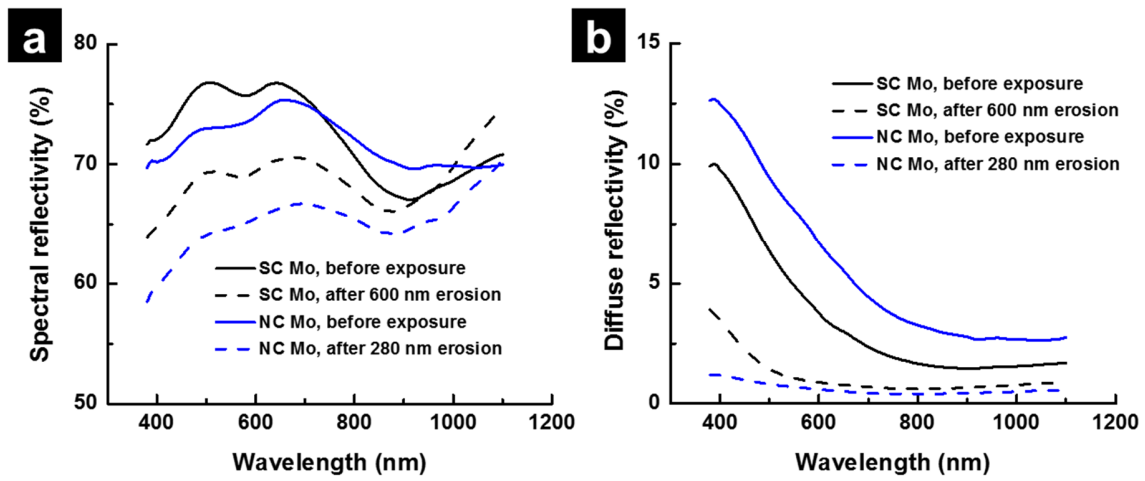 a
Spectral reflectivity (%)
80
70
60
50
SC Mo, before exposure
SC Mo, after 600 nm erosion
NC Mo, before exposure
NC Mo, after 280 nm erosion
400
600
800
1000
1200
Wavelength (nm)
b
Diffuse reflectivity (%)
15
10
5
0
SC Mo, before exposure
SC Mo, after 600 nm erosion
NC Mo, before exposure
NC Mo, after 280 nm erosion
400
600
800
1000
1200
Wavelength (nm)